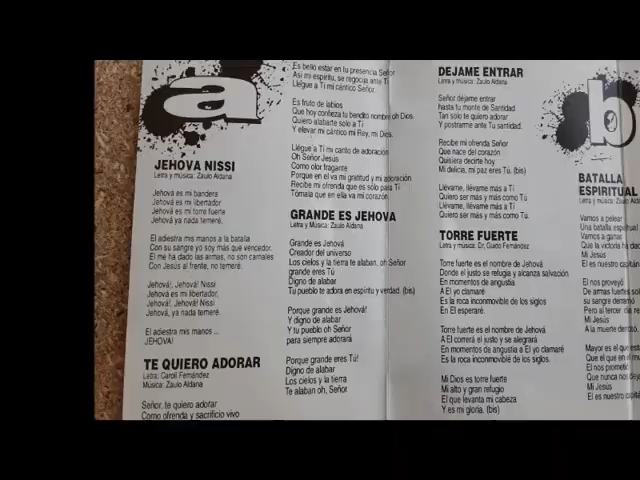 a
JEHOVA NISSI
Letra y música: Zaulo Aldana
Jehová es mi bandera
Jehová es mi libertador
Jehová es mi torre fuerte
Jehová ya nada temeré.
El adiestra mis manos a la batalla
Con su sangre yo soy más que vencedor.
El me ha dado las armas, no son carnales
Con Jesús al frente, no temeré.
Jehová!, Jehová! Nissi
Jehová es mi libertador,
Jehová!, Jehová! Nissi
Jehová, ya nada temeré.
El adiestra mis manos ...
JEHOVA!
TE QUIERO ADORAR
Letra: Caroll Fernández
Música: Zaulo Aldana
Señor, te quiero adorar
Como ofrenda y sacrificio vivo
Es bello estar en tu presencia Señor
Así mi espíritu, se regocija ante Ti
Llegue a Ti mi cántico Señor.
Es fruto de labios
Que hoy confieza tu bendito nombre oh Dios.
Quiero alabarte solo a Ti
Y elevar mi cántico mi Rey, mi Dios.
Llégue a Ti mi canto de adoración
Oh Señor Jesús
Como olor fragante
Porque en el va mi gratitud y mi adoración
Recibe mi ofrenda que es sólo para Tí
Tómala que en ella va mi corazón.
GRANDE ES JEHOVA
Letra y Música: Zaulo Aldana
Grande es Jehová
Creador del universo
Los cielos y la tierra te alaban, oh Señor
grande eres Tú
Digno de alabar
Tu pueblo te adora en espíritu y verdad. (bis)
Porque grande es Jehová!
Y digno de alabar
Y tu pueblo oh Señor
para siempre adorará
Porque grande eres Tú!
Digno de alabar
Los cielos y la tierra
Te alaban oh, Señor
DEJAME ENTRAR
Letra y música: Zaulo Aldana
Señor déjame entrar
hasta tu monte de Santidad
Tan solo te quiero adorar
Y postrarme ante Tú santidad.
Recibe mi ofrenda Señor
Que nace del corazón
Quisiera decirte hoy
Mi delicia, mi paz eres Tú. (bis)
Llévame, llévame más a Tí
Quiero ser más y más como Tú
Llévame, llévame más a Tí
Quiero ser más y más como Tú.
TORRE FUERTE
Letra y música: Dr. Guido Fernández
Torre fuerte es el nombre de Jehová
Donde el justo se refugia y alcanza salvación
En momentos de angustia
A El yo clamaré
Es la roca inconmovible de los siglos
En El esperaré.
Torre fuerte es el nombre de Jehová
A El correrá el justo y se alegrará
En momentos de angustia a El yo clamaré
Es la roca inconmovible de los siglos.
Mi Dios es torre fuerte
Mi alto y gran refugio
El que levanta mi cabeza
Y es mi gloria. (bis)
b
BATALLA
ESPIRITUAL
Letra y música: Zaulo
Vamos a pelear
Una batalla espiritual
Vamos a ganar
Que la victoria ha
Mi Jesús
El es nuestro capitán
El nos proveyó
De armas fuertes
su sangre derramó
Pero al tercer día
Mi Jesús
A la muerte
Mayor es el que
Que el que en el
El nos prometió
Que nunca nos
Mi Jesús
El es nuestro